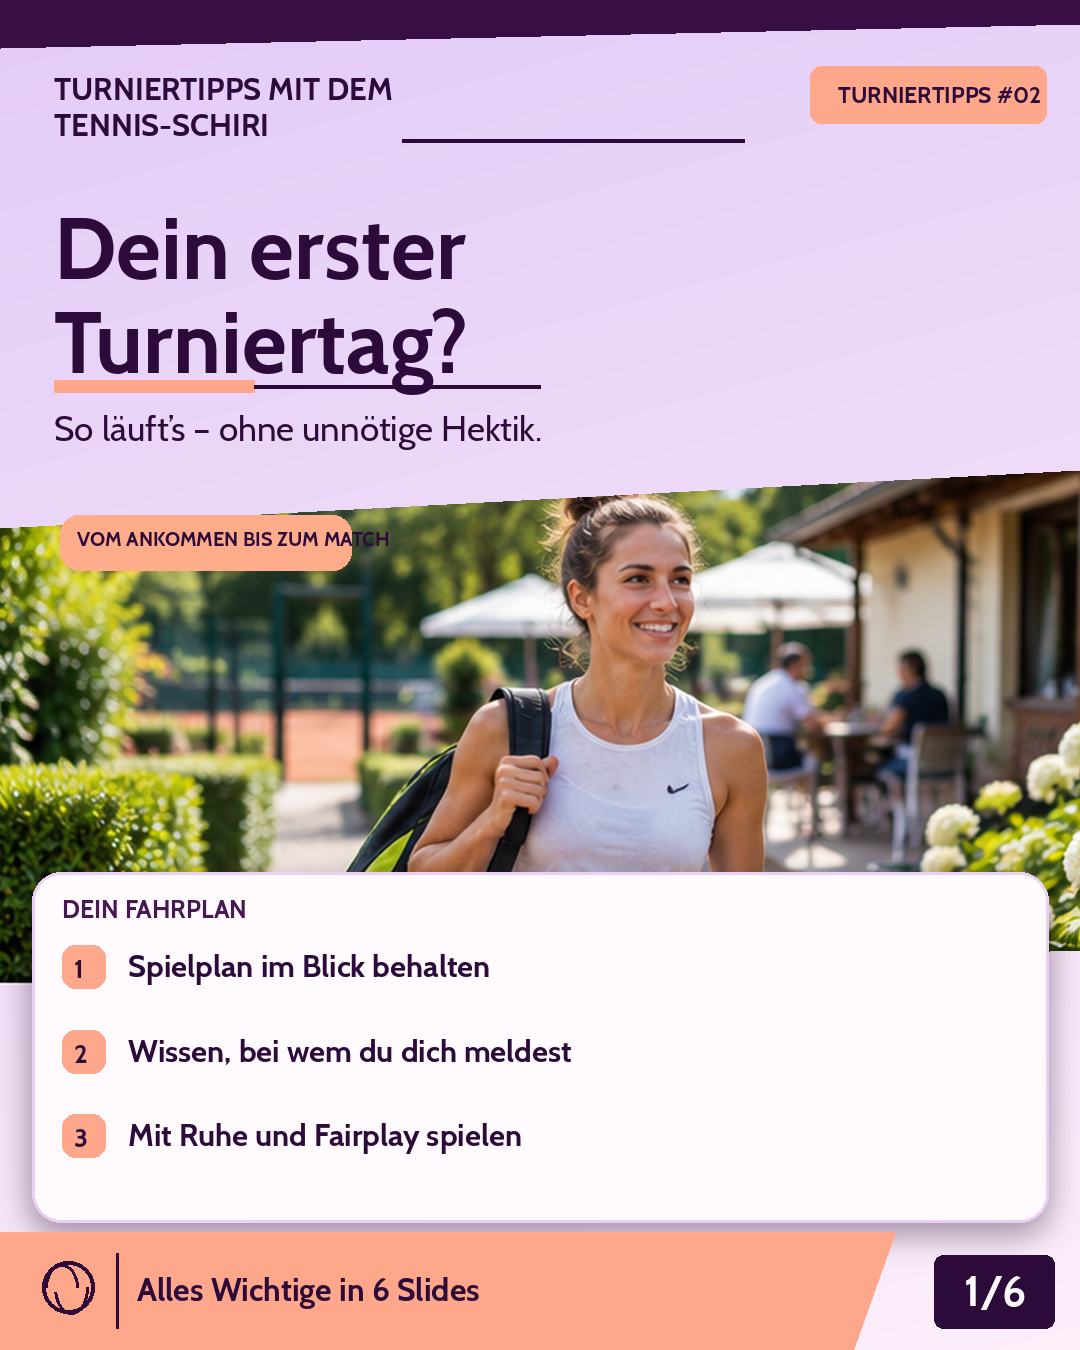 TURNIERTIPPS MIT DEM
TENNIS-SCHIRI
TURNIERTIPPS #02
Dein erster
Turniertag?
So läuft’s – ohne unnötige Hektik.
VOM ANKOMMEN BIS ZUM MATCH
DEIN FAHRPLAN
1 Spielplan im Blick behalten
2 Wissen, bei wem du dich meldest
3 Mit Ruhe und Fairplay spielen
Alles Wichtige in 6 Slides
1/6